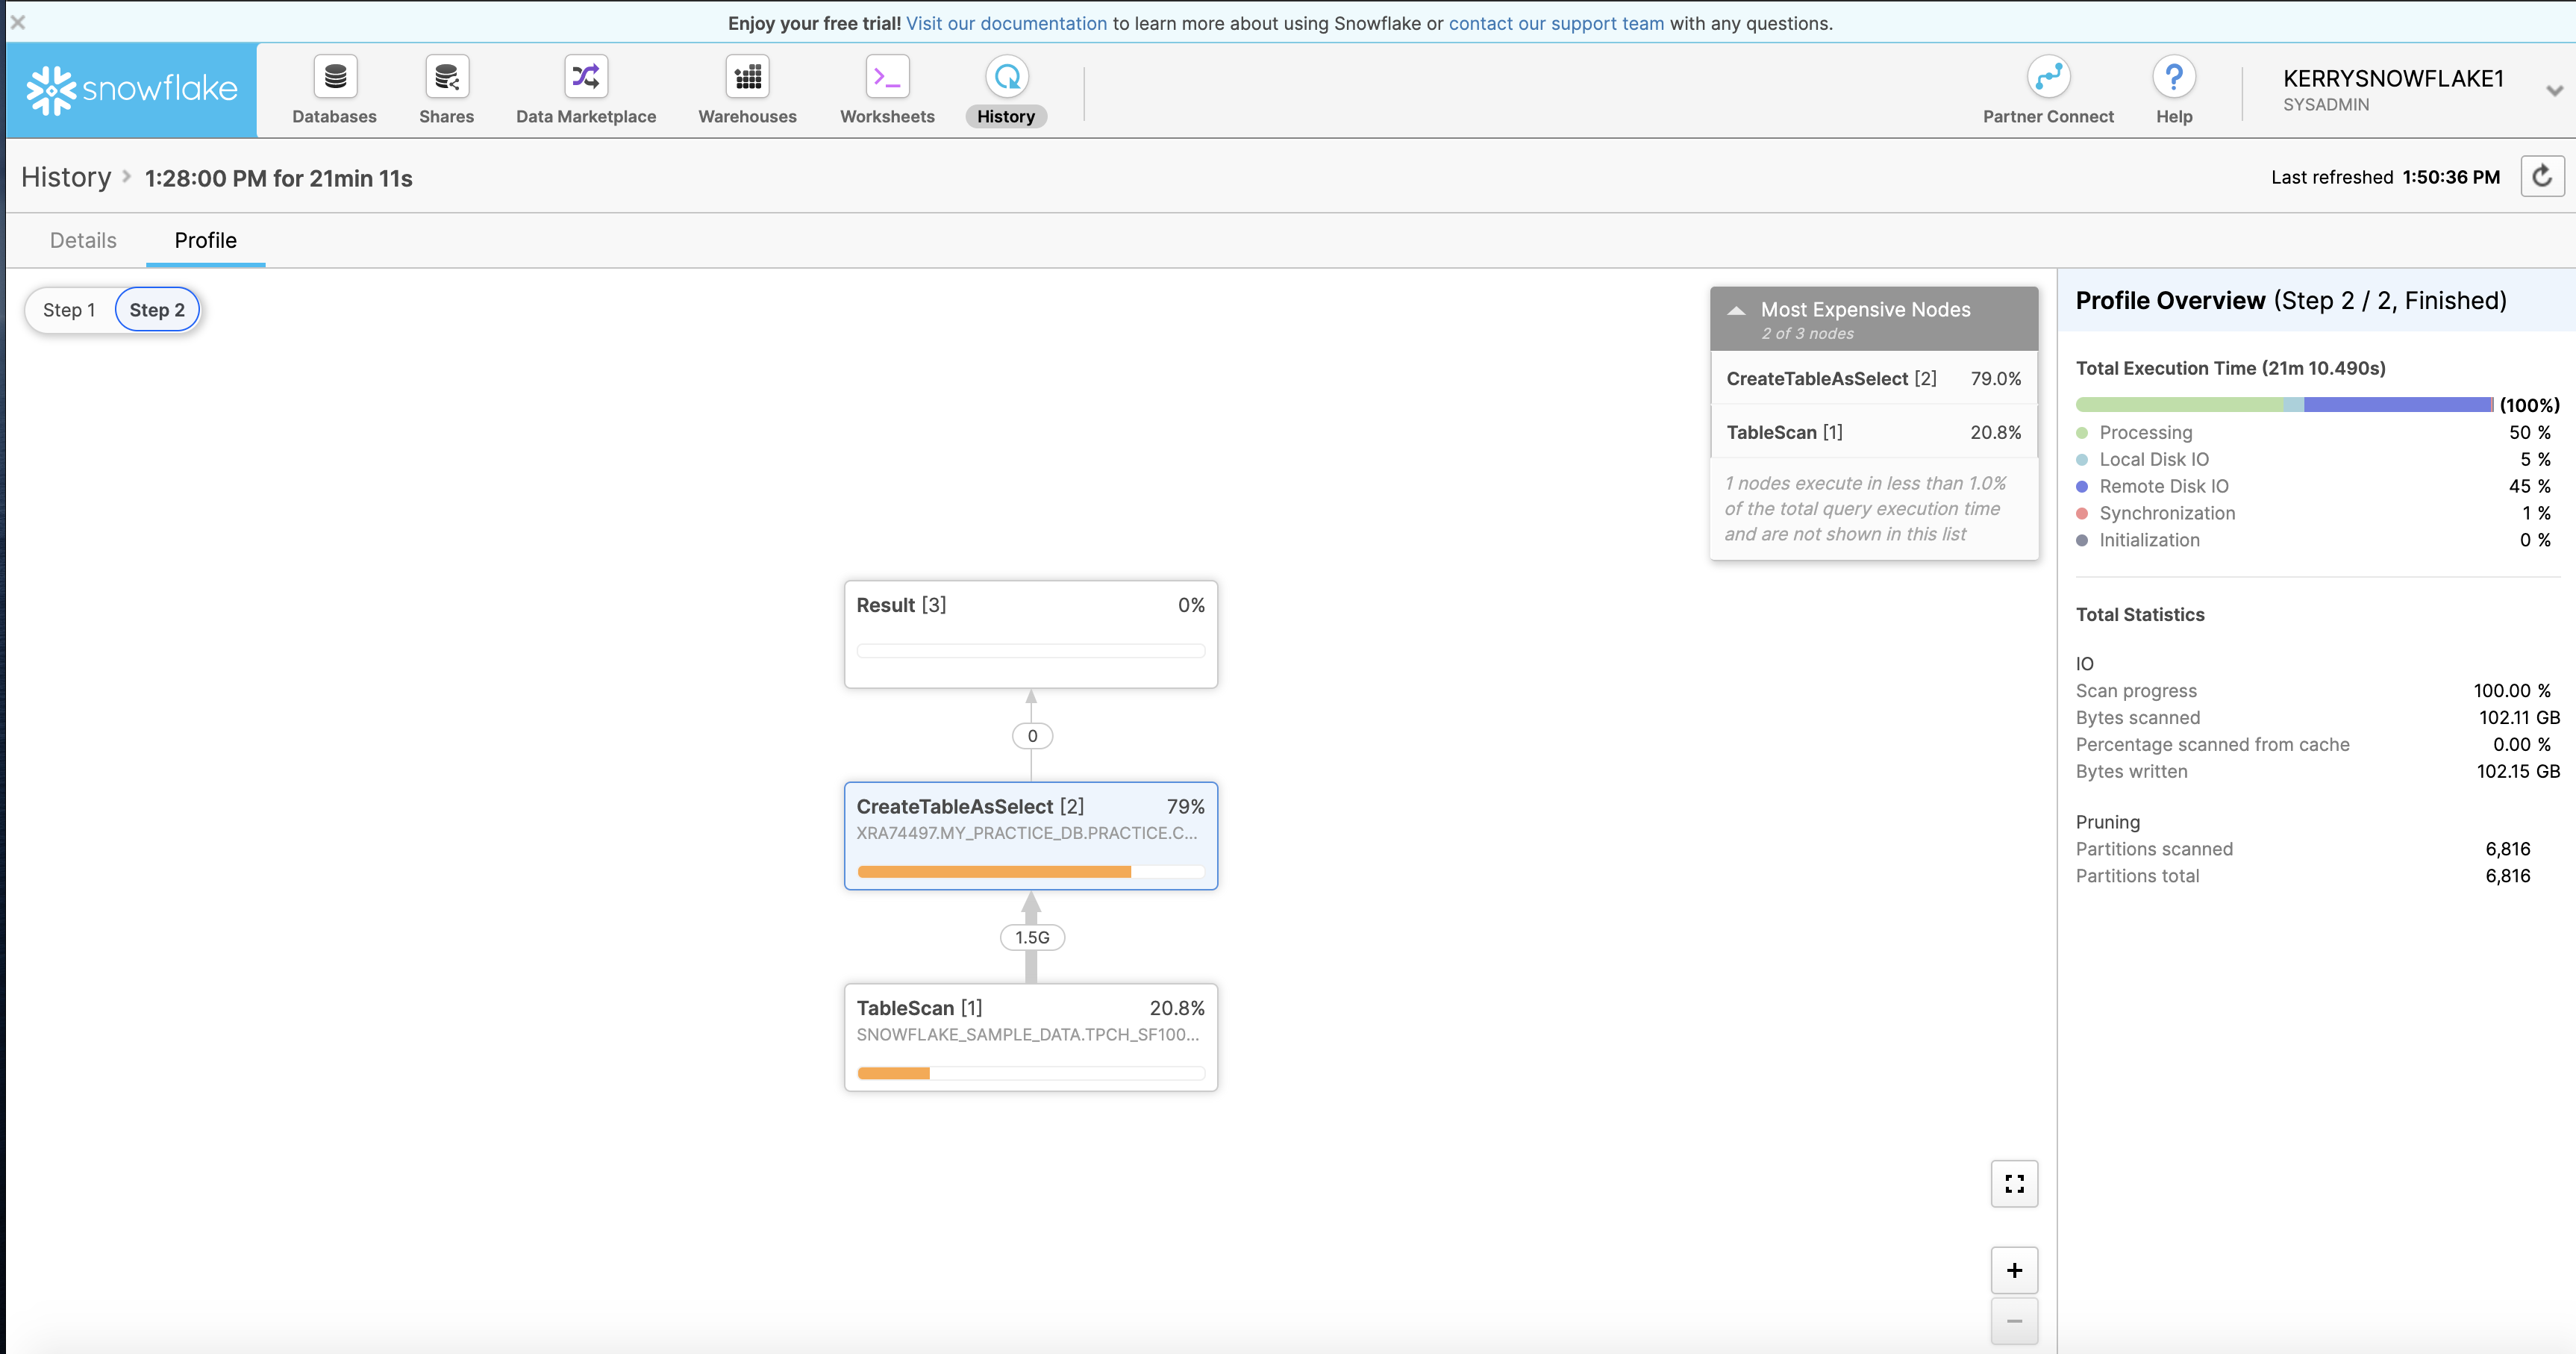 Enjoy your free trial! Visit our documentation to learn more about using Snowflake or contact our support team with any questions.
snowflake
Databases
Shares
Data Marketplace
Warehouses
Worksheets
History
Partner Connect
Help
KERRYSNOWFLAKE1
SYSADMIN
History > 1:28:00 PM for 21min 11s
Last refreshed 1:50:36 PM
Details
Profile
Step 1
Step 2
Most Expensive Nodes
2 of 3 nodes
CreateTableAsSelect [2] 79.0%
TableScan [1] 20.8%
1 nodes execute in less than 1.0%
of the total query execution time
and are not shown in this list
Result [3] 0%
0
CreateTableAsSelect [2] 79%
XRA74497.MY_PRACTICE_DB.PRACTICE.C...
1.5G
TableScan [1] 20.8%
SNOWFLAKE_SAMPLE_DATA.TPCH_SF100...
Profile Overview (Step 2 / 2, Finished)
Total Execution Time (21m 10.490s)
(100%)
Processing 50 %
Local Disk IO 5 %
Remote Disk IO 45 %
Synchronization 1 %
Initialization 0 %
Total Statistics
IO
Scan progress 100.00 %
Bytes scanned 102.11 GB
Percentage scanned from cache 0.00 %
Bytes written 102.15 GB
Pruning
Partitions scanned 6,816
Partitions total 6,816